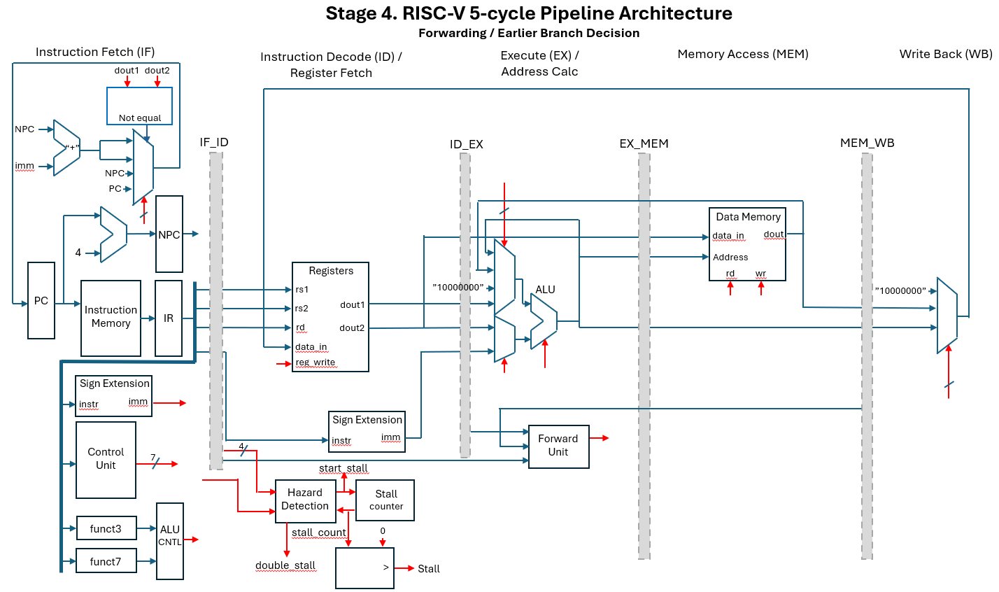 Stage 4. RISC-V 5-cycle Pipeline Architecture
Forwarding / Earlier Branch Decision
Instruction Fetch (IF)
Instruction Decode (ID) /
Register Fetch
Execute (EX) /
Address Calc
Memory Access (MEM)
Write Back (WB)
dout1
dout2
Not equal
NPC
"+"
imm
NPC
PC
4
NPC
PC
Instruction
Memory
IR
IF_ID
ID_EX
EX_MEM
MEM_WB
Registers
rs1
rs2
rd
data_in
reg_write
dout1
dout2
”10000000”
ALU
Data Memory
data_in
dout
Address
rd
wr
”10000000”
Sign Extension
instr
imm
Control
Unit
7
funct3
funct7
ALU
CNTL
Sign Extension
instr
imm
4
Forward
Unit
start_stall
Hazard
Detection
Stall
counter
stall_count
0
double_stall
>
Stall